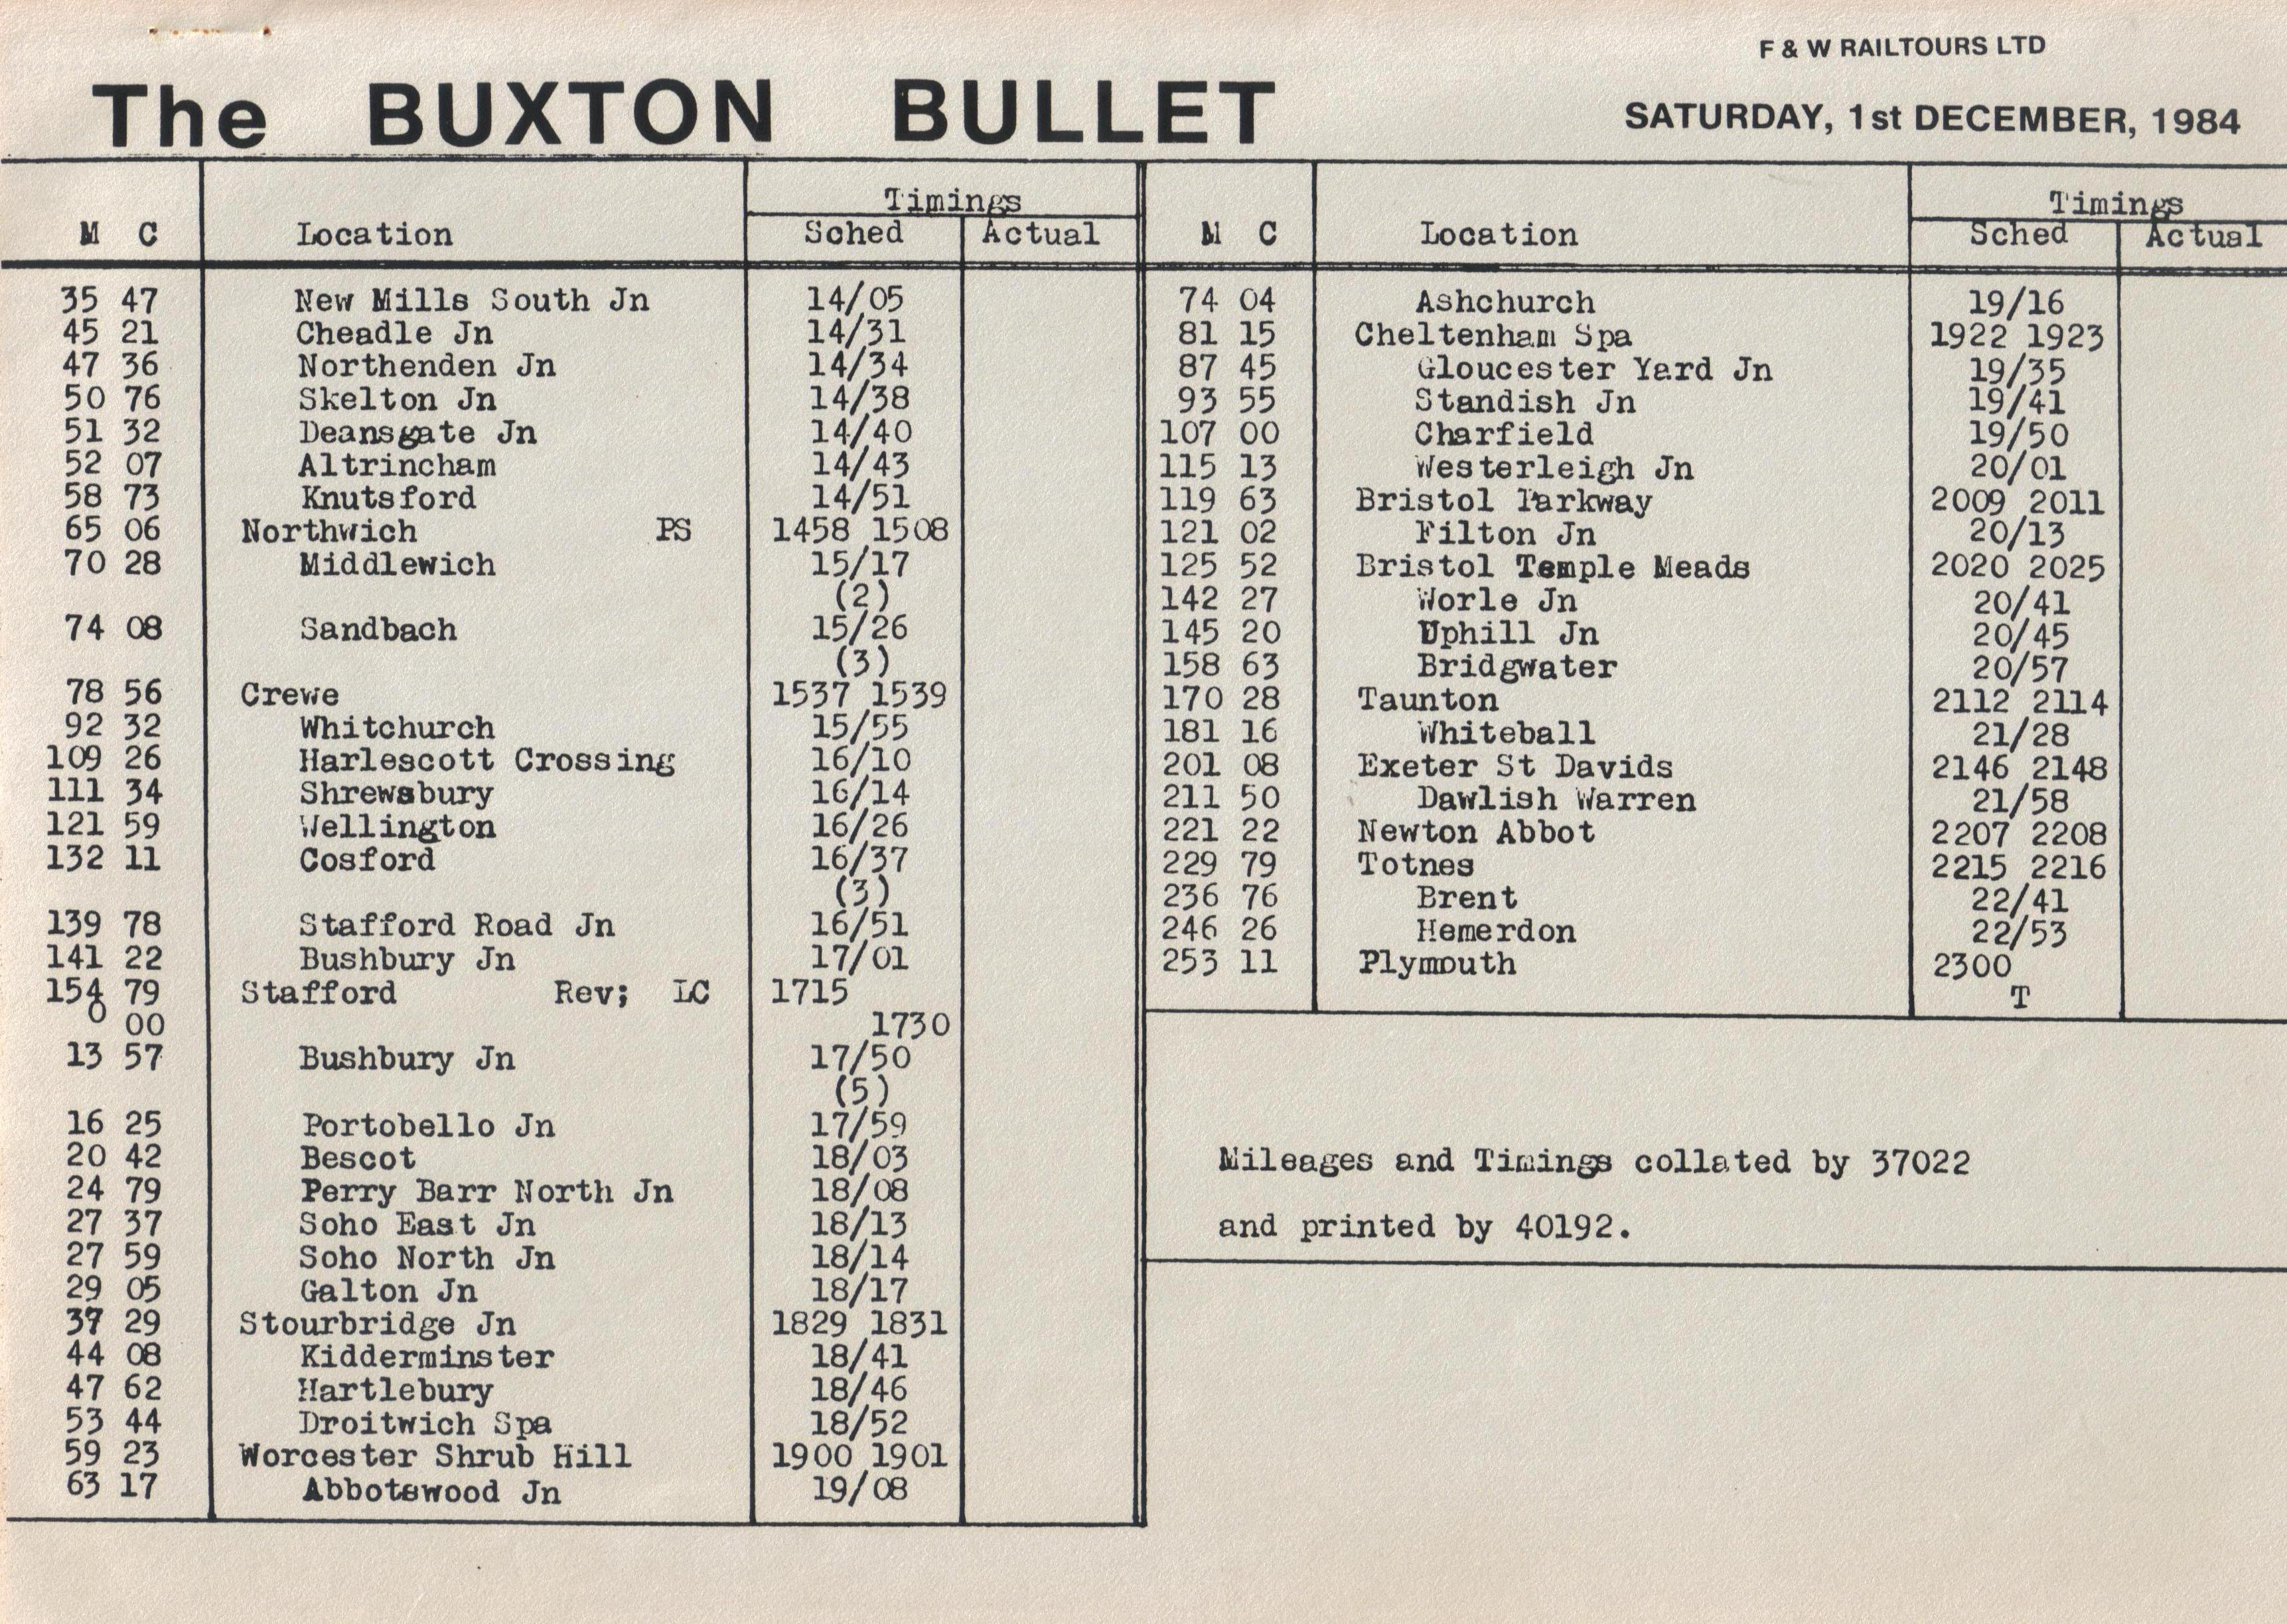 F & W RAILTOURS LTD
The BUXTON BULLET
SATURDAY, 1st DECEMBER, 1984
M C Location Timings
Sched Actual
35 47 New Mills South Jn 14/05
45 21 Cheadle Jn 14/31
47 36 Northenden Jn 14/34
50 76 Skelton Jn 14/38
51 32 Deansgate Jn 14/40
52 07 Altrincham 14/43
58 73 Knutsford 14/51
65 06 Northwich PS 1458 1508
70 28 Middlewich 15/17
(2)
74 08 Sandbach 15/26
(3)
78 56 Crewe 1537 1539
92 32 Whitchurch 15/55
109 26 Harlescott Crossing 16/10
111 34 Shrewsbury 16/14
121 59 Wellington 16/26
132 11 Cosford 16/37
(3)
139 78 Stafford Road Jn 16/51
141 22 Bushbury Jn 17/01
154 79 Stafford Rev; LC 1715
0 00 1730
13 57 Bushbury Jn 17/50
(5)
16 25 Portobello Jn 17/59
20 42 Bescot 18/03
24 79 Perry Barr North Jn 18/08
27 37 Soho East Jn 18/13
27 59 Soho North Jn 18/14
29 05 Galton Jn 18/17
37 29 Stourbridge Jn 1829 1831
44 08 Kidderminster 18/41
47 62 Hartlebury 18/46
53 44 Droitwich Spa 18/52
59 23 Worcester Shrub Hill 1900 1901
63 17 Abbotswood Jn 19/08
M C Location Timings
Sched Actual
74 04 Ashchurch 19/16
81 15 Cheltenham Spa 1922 1923
87 45 Gloucester Yard Jn 19/35
93 55 Standish Jn 19/41
107 00 Charfield 19/50
115 13 Westerleigh Jn 20/01
119 63 Bristol Parkway 2009 2011
121 02 Filton Jn 20/13
125 52 Bristol Temple Meads 2020 2025
142 27 Worle Jn 20/41
145 20 Uphill Jn 20/45
158 63 Bridgwater 20/57
170 28 Taunton 2112 2114
181 16 Whiteball 21/28
201 08 Exeter St Davids 2146 2148
211 50 Dawlish Warren 21/58
221 22 Newton Abbot 2207 2208
229 79 Totnes 2215 2216
236 76 Brent 22/41
246 26 Hemerdon 22/53
253 11 Plymouth 2300
T
Mileages and Timings collated by 37022
and printed by 40192.